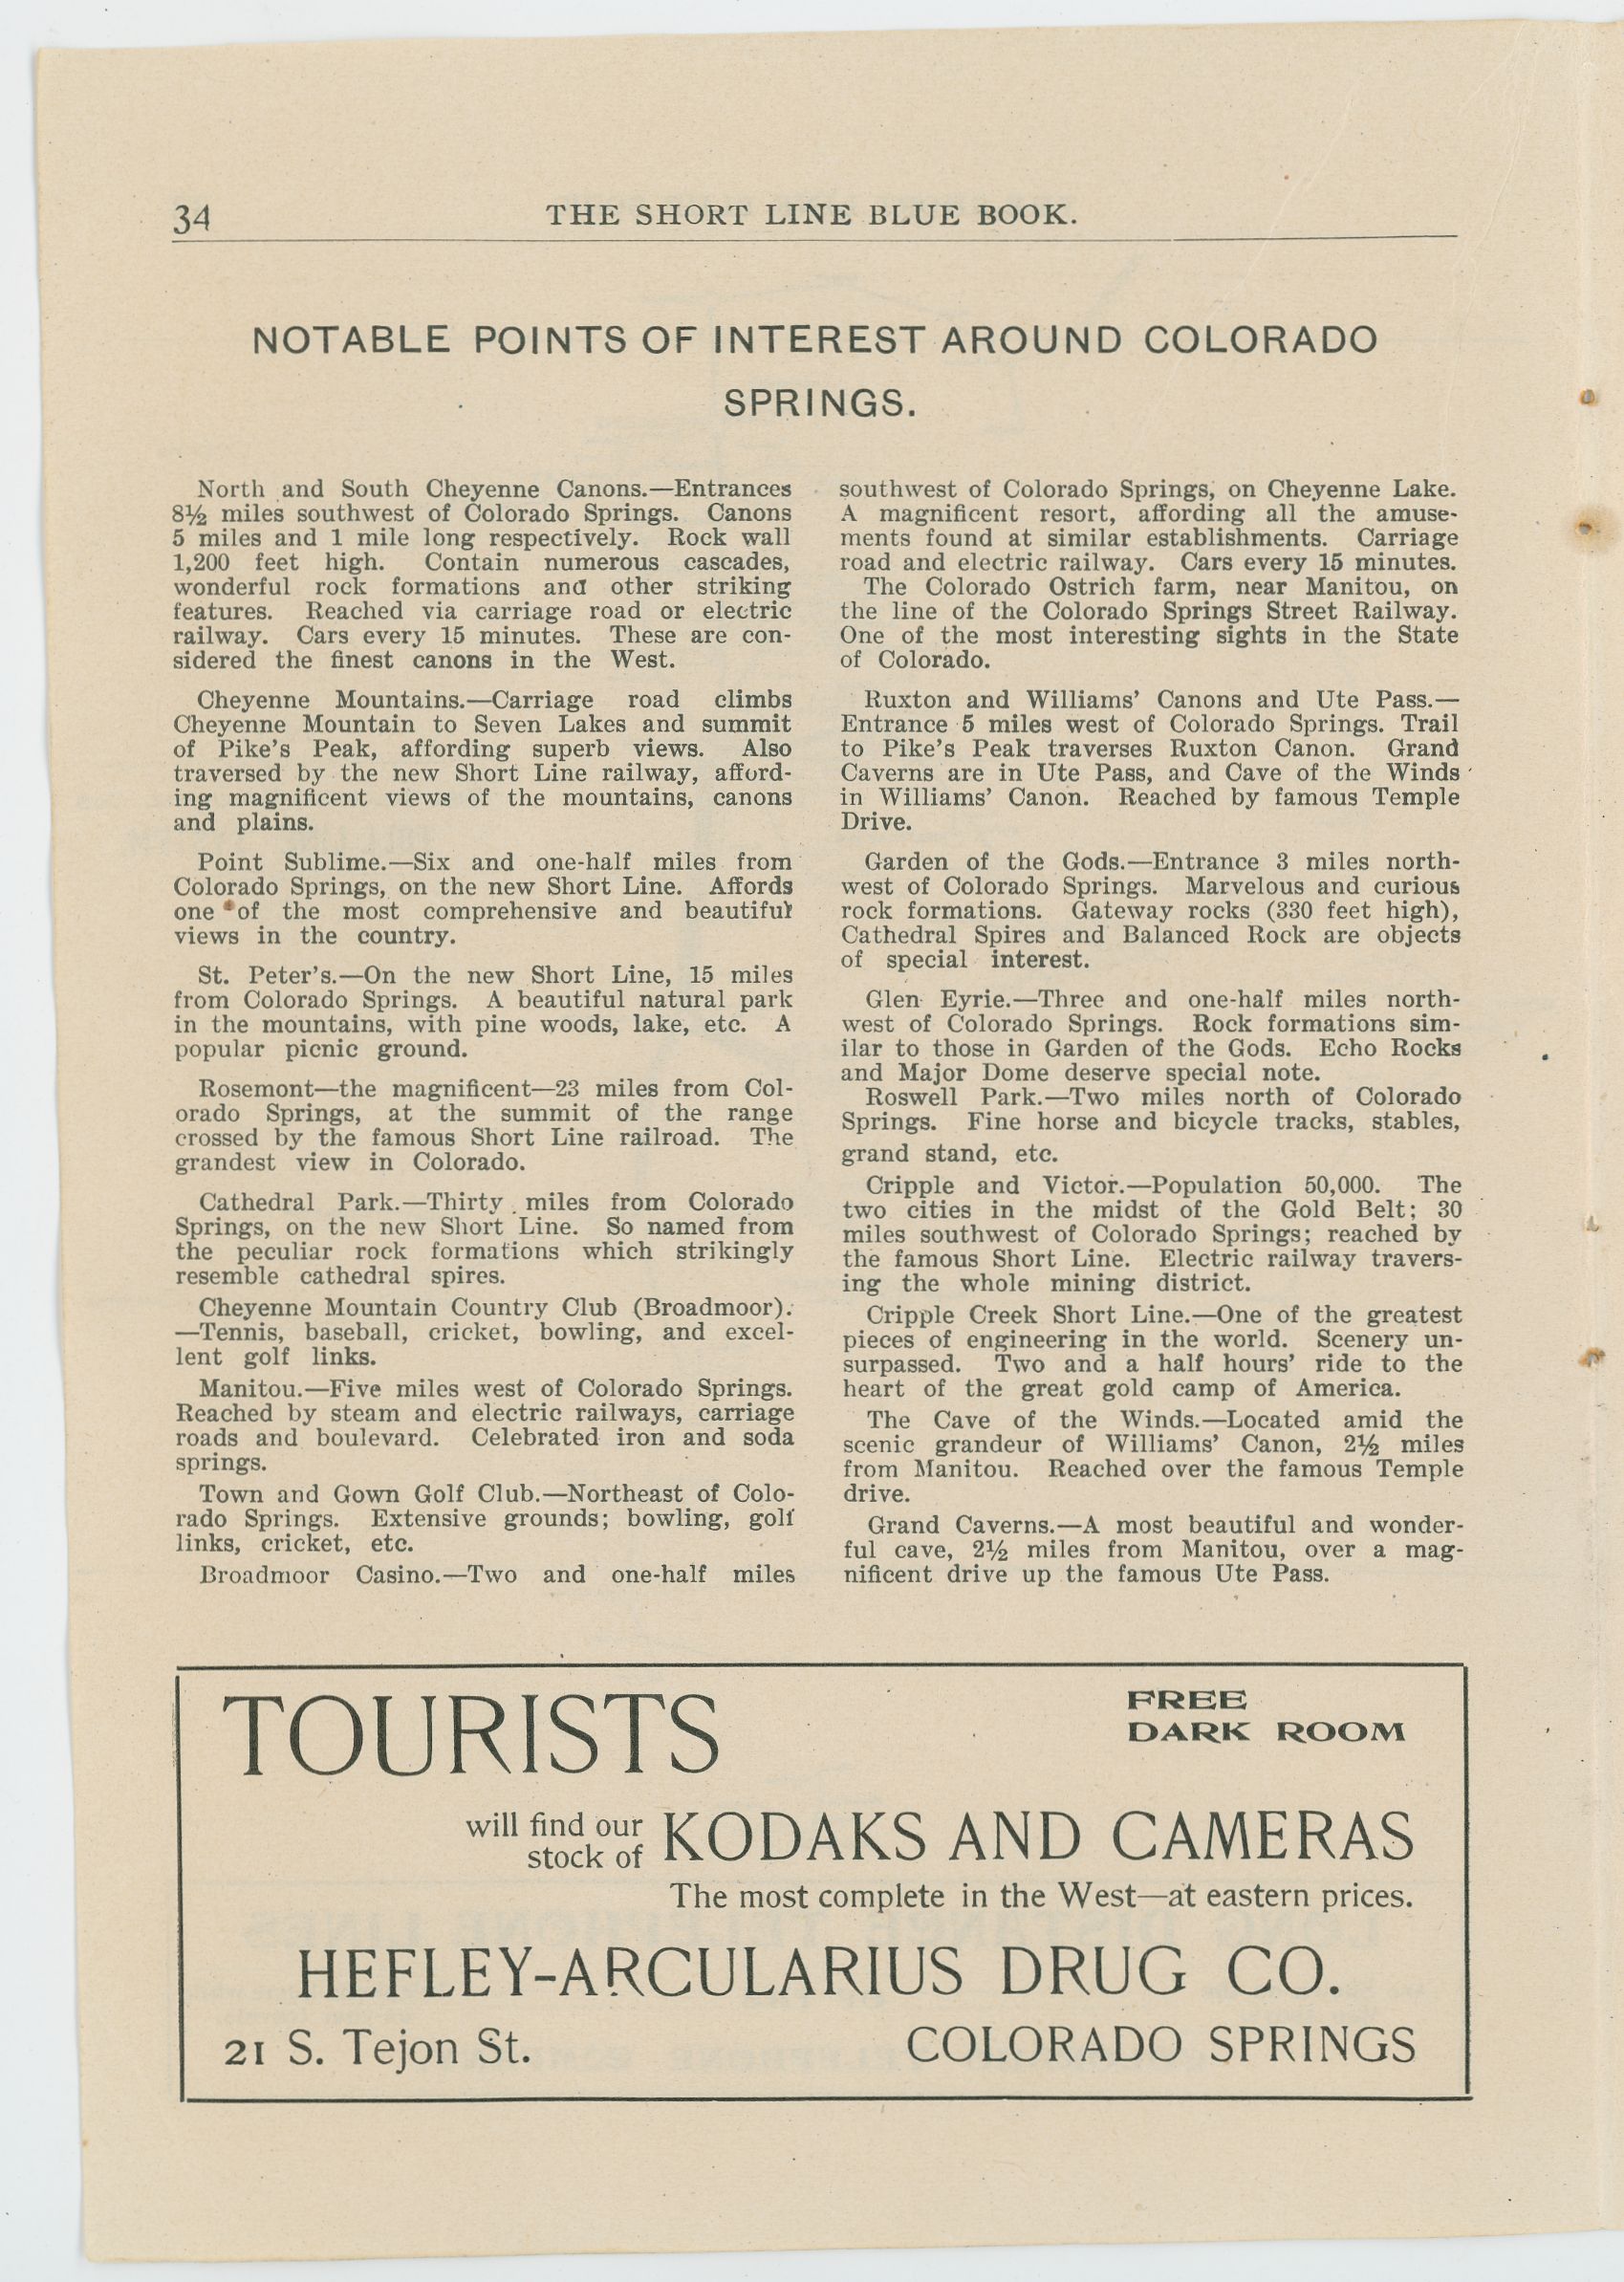 34
THE SHORT LINE BLUE BOOK.
NOTABLE POINTS OF INTEREST AROUND COLORADO
SPRINGS.
North and South Cheyenne Canons.—Entrances
8½ miles southwest of Colorado Springs. Canons
5 miles and 1 mile long respectively. Rock wall
1,200 feet high. Contain numerous cascades,
wonderful rock formations and other striking
features. Reached via carriage road or electric
railway. Cars every 15 minutes. These are con-
sidered the finest canons in the West.
Cheyenne Mountains.—Carriage road climbs
Cheyenne Mountain to Seven Lakes and summit
of Pike's Peak, affording superb views. Also
traversed by the new Short Line railway, afford-
ing magnificent views of the mountains, canons
and plains.
Point Sublime.—Six and one-half miles from
Colorado Springs, on the new Short Line. Affords
one of the most comprehensive and beautiful
views in the country.
St. Peter's.—On the new Short Line, 15 miles
from Colorado Springs. A beautiful natural park
in the mountains, with pine woods, lake, etc. A
popular picnic ground.
Rosemont—the magnificent—23 miles from Col-
orado Springs, at the summit of the range
crossed by the famous Short Line railroad. The
grandest view in Colorado.
Cathedral Park.—Thirty miles from Colorado
Springs, on the new Short Line. So named from
the peculiar rock formations which strikingly
resemble cathedral spires.
Cheyenne Mountain Country Club (Broadmoor).
—Tennis, baseball, cricket, bowling, and excel-
lent golf links.
Manitou.—Five miles west of Colorado Springs.
Reached by steam and electric railways, carriage
roads and boulevard. Celebrated iron and soda
springs.
Town and Gown Golf Club.—Northeast of Colo-
rado Springs. Extensive grounds; bowling, golf
links, cricket, etc.
Broadmoor Casino.—Two and one-half miles
southwest of Colorado Springs, on Cheyenne Lake.
A magnificent resort, affording all the amuse-
ments found at similar establishments. Carriage
road and electric railway. Cars every 15 minutes.
The Colorado Ostrich farm, near Manitou, on
the line of the Colorado Springs Street Railway.
One of the most interesting sights in the State
of Colorado.
Ruxton and Williams' Canons and Ute Pass.—
Entrance 5 miles west of Colorado Springs. Trail
to Pike's Peak traverses Ruxton Canon. Grand
Caverns are in Ute Pass, and Cave of the Winds
in Williams' Canon. Reached by famous Temple
Drive.
Garden of the Gods.—Entrance 3 miles north-
west of Colorado Springs. Marvelous and curious
rock formations. Gateway rocks (330 feet high),
Cathedral Spires and Balanced Rock are objects
of special interest.
Glen Eyrie.—Three and one-half miles north-
west of Colorado Springs. Rock formations sim-
ilar to those in Garden of the Gods. Echo Rocks
and Major Dome deserve special note.
Roswell Park.—Two miles north of Colorado
Springs. Fine horse and bicycle tracks, stables,
grand stand, etc.
Cripple and Victor.—Population 50,000. The
two cities in the midst of the Gold Belt; 30
miles southwest of Colorado Springs; reached by
the famous Short Line. Electric railway travers-
ing the whole mining district.
Cripple Creek Short Line.—One of the greatest
pieces of engineering in the world. Scenery un-
surpassed. Two and a half hours' ride to the
heart of the great gold camp of America.
The Cave of the Winds.—Located amid the
scenic grandeur of Williams' Canon, 2½ miles
from Manitou. Reached over the famous Temple
drive.
Grand Caverns.—A most beautiful and wonder-
ful cave, 2½ miles from Manitou, over a mag-
nificent drive up the famous Ute Pass.
TOURISTS
FREE
DARK ROOM
will find our
stock of
KODAKS AND CAMERAS
The most complete in the West—at eastern prices.
HEFLEY-ARCULARIUS DRUG CO.
21 S. Tejon St.
COLORADO SPRINGS